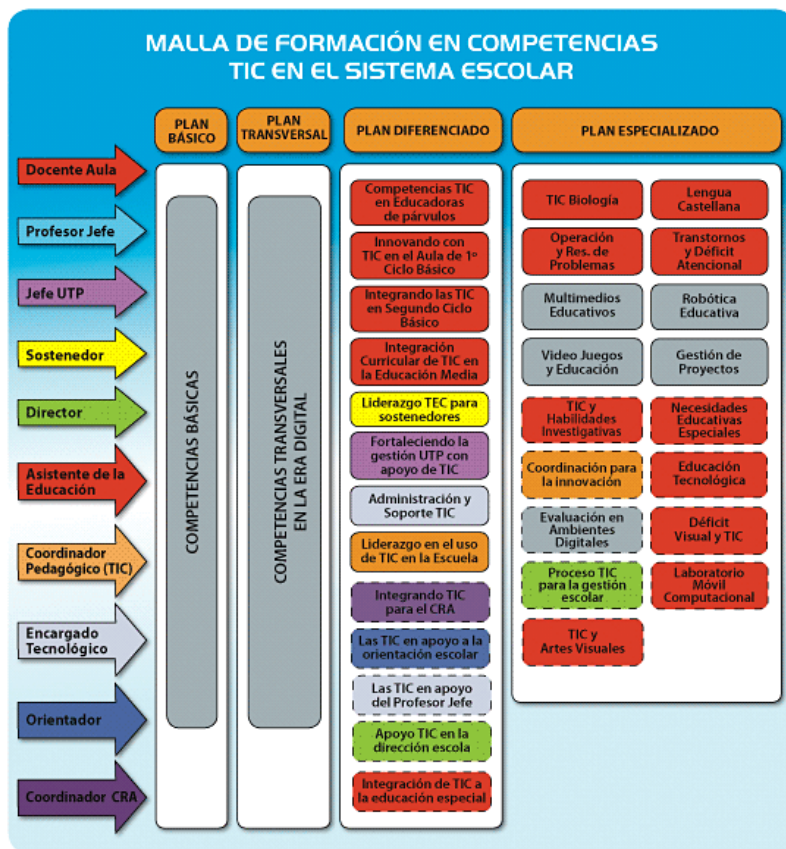 MALLA DE FORMACIÓN EN COMPETENCIAS
TIC EN EL SISTEMA ESCOLAR
PLAN
BÁSICO
PLAN
TRANSVERSAL
PLAN DIFERENCIADO
PLAN ESPECIALIZADO
Docente Aula
Profesor Jefe
Jefe UTP
Sostenedor
Director
Asistente de la
Educación
Coordinador
Pedagógico (TIC)
Encargado
Tecnológico
Orientador
Coordinador CRA
COMPETENCIAS BÁSICAS
COMPETENCIAS TRANSVERSALES
EN LA ERA DIGITAL
Competencias TIC
en Educadoras
de párvulos
Innovando con
TIC en el Aula de 1º
Ciclo Básico
Integrando las TIC
en Segundo Ciclo
Básico
Integración
Curricular de TIC en
la Educación Media
Liderazgo TEC para
sostenedores
Fortaleciendo la
gestión UTP con
apoyo de TIC
Administración y
Soporte TIC
Liderazgo en el uso
de TIC en la Escuela
Integrando TIC
para el CRA
Las TIC en apoyo a la
orientación escolar
Las TIC en apoyo
del Profesor Jefe
Apoyo TIC en la
dirección escola
Integración de TIC a
la educación especial
TIC Biología
Lengua
Castellana
Operación
y Res. de
Problemas
Transtornos
y Déficit
Atencional
Multimedios
Educativos
Robótica
Educativa
Video Juegos
y Educación
Gestión de
Proyectos
TIC y
Habilidades
Investigativas
Necesidades
Educativas
Especiales
Coordinación para
la innovación
Educación
Tecnológica
Evaluación en
Ambientes
Digitales
Déficit
Visual y TIC
Proceso TIC
para la gestión
escolar
Laboratorio
Móvil
Computacional
TIC y
Artes Visuales